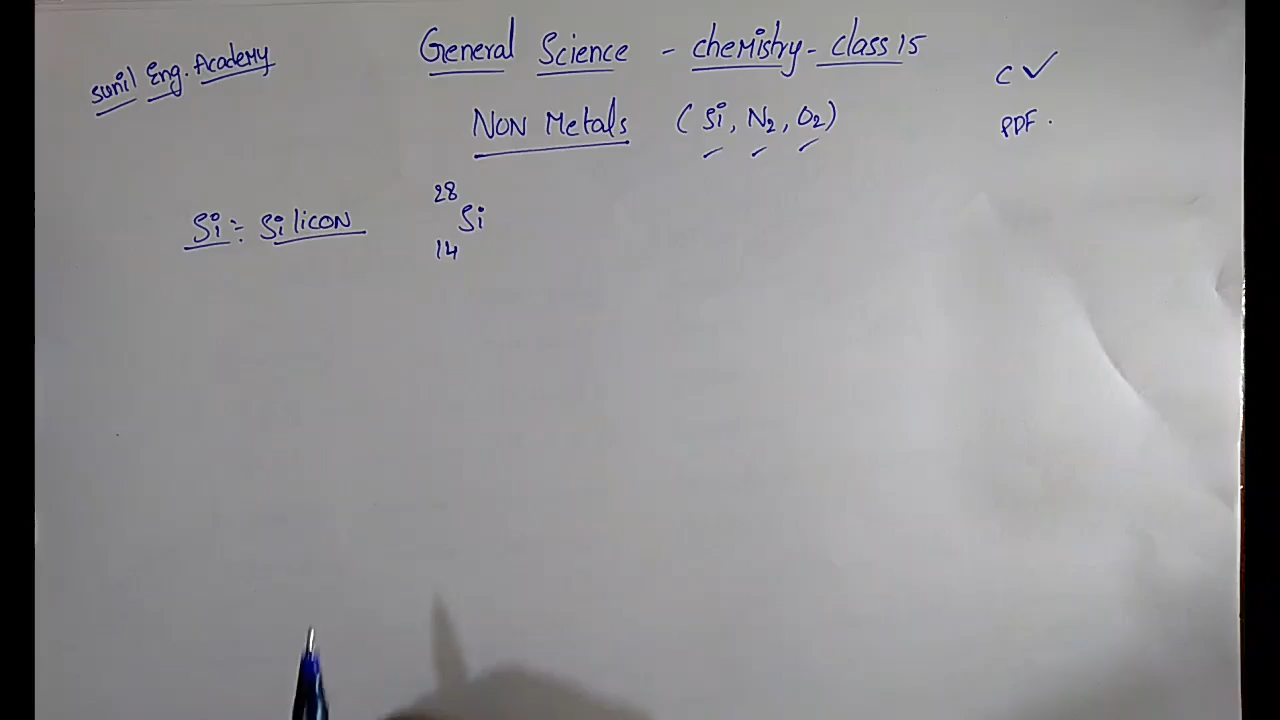 Sunil Eng. Academy
General Science - chemistry - class 15
C ✓
NON Metals (Si, N₂, O₂)
PDF.
Si:- Silicon
28
Si
14